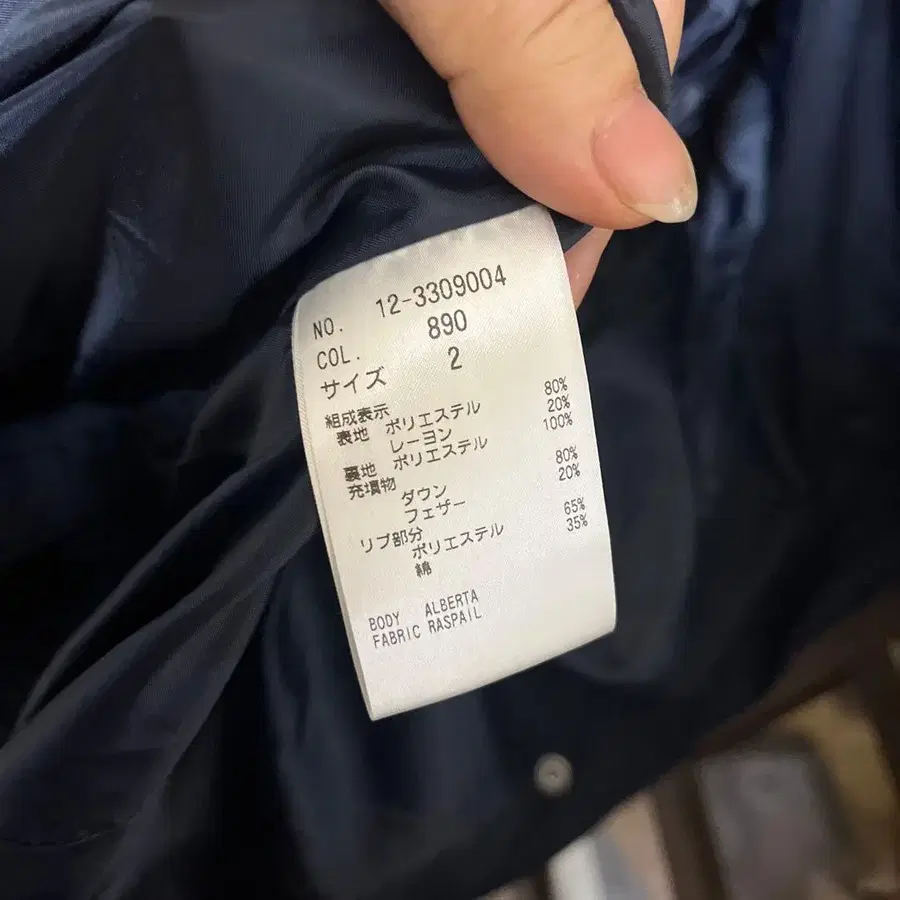 NO. 12-3309004
COL. 890
サイズ 2
組成表示
表地 ポリエステル 80%
レーヨン 20%
裏地 ポリエステル 100%
充填物
ダウン 80%
フェザー 20%
リブ部分
ポリエステル 65%
綿 35%
BODY ALBERTA
FABRIC RASPAIL